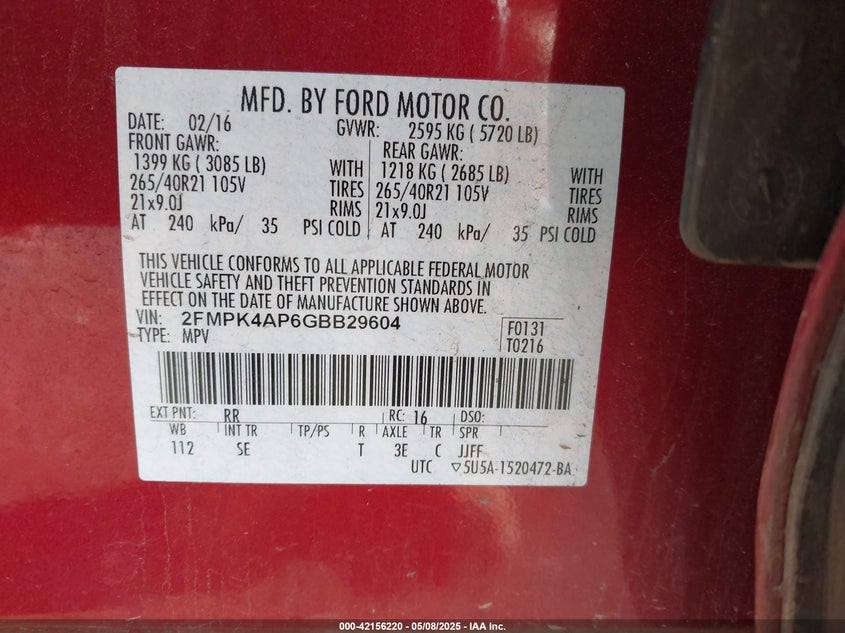 MFD. BY FORD MOTOR CO.
DATE: 02/16 GVWR: 2595 KG ( 5720 LB)
FRONT GAWR: REAR GAWR:
1399 KG ( 3085 LB) WITH 1218 KG ( 2685 LB) WITH
265/40R21 105V TIRES 265/40R21 105V TIRES
21x9.0J RIMS 21x9.0J RIMS
AT 240 kPa/ 35 PSI COLD AT 240 kPa/ 35 PSI COLD
THIS VEHICLE CONFORMS TO ALL APPLICABLE FEDERAL MOTOR
VEHICLE SAFETY AND THEFT PREVENTION STANDARDS IN
EFFECT ON THE DATE OF MANUFACTURE SHOWN ABOVE.
VIN: 2FMPK4AP6GBB29604 F0131
TYPE: MPV T0216
EXT PNT: RR RC: 16 DSO:
WB INT TR TP/PS R AXLE TR SPR
112 SE T 3E C JJFF
UTC ▽5U5A-1520472-BA
000-42156220 - 05/08/2025 - IAA Inc.